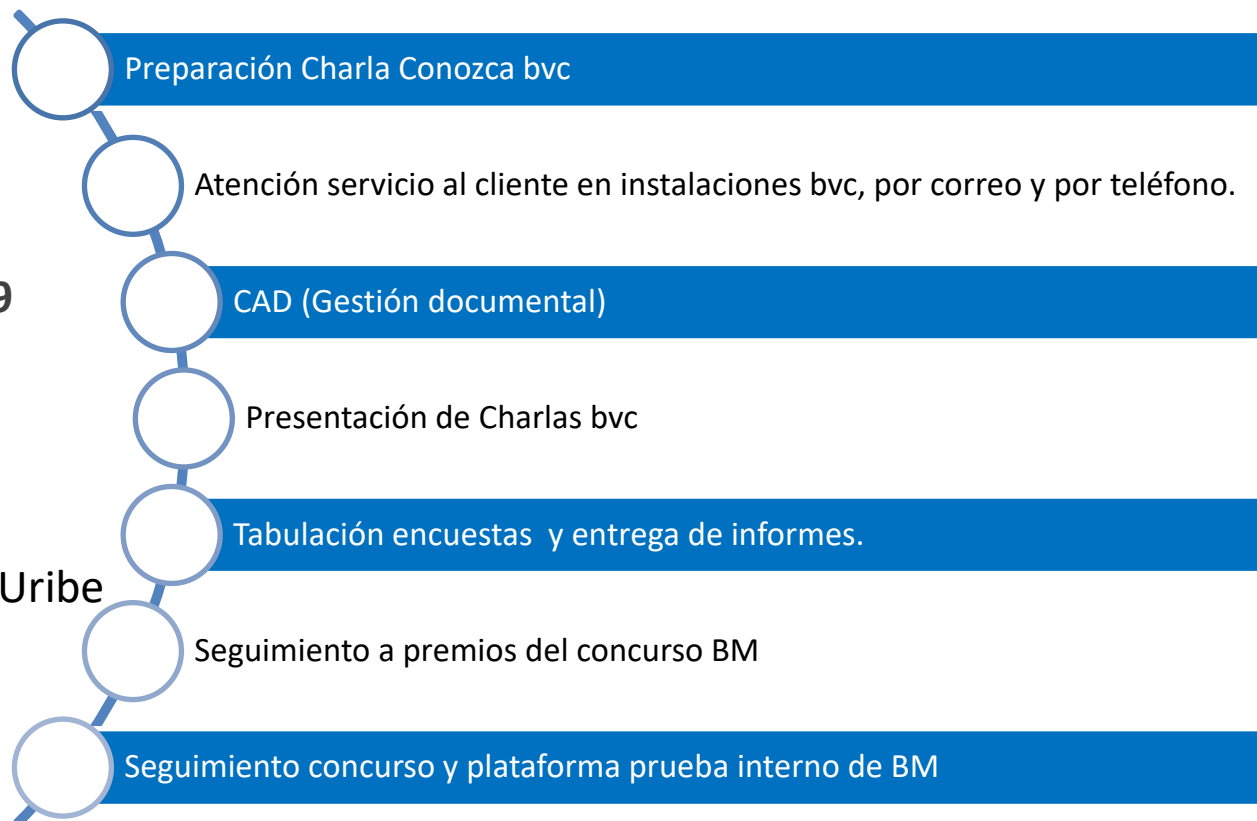 Preparación Charla Conozca bvc
Atención servicio al cliente en instalaciones bvc, por correo y por teléfono.
9
CAD (Gestión documental)
Presentación de Charlas bvc
Tabulación encuestas y entrega de informes.
Uribe
Seguimiento a premios del concurso BM
Seguimiento concurso y plataforma prueba interno de BM